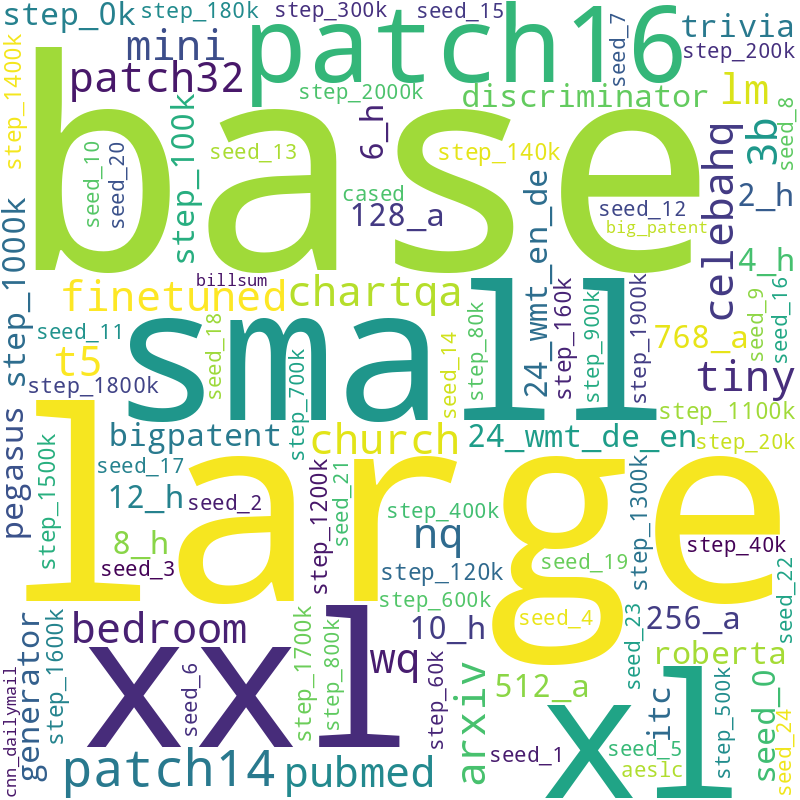 step_0k
step_180k
step_300k
seed_15
seed_7
trivia
step_200k
step_1400k
mini
patch16
patch32
step_2000k
discriminator
lm
seed_8
base
step_100k
6_h
3b
seed_10
seed_20
seed_13
step_140k
cased
128_a
24_wmt_en_de
seed_12
big_patent
celebahq
2_h
step_1000k
billsum
finetuned
chartqa
4_h
seed_16
seed_9
seed_11
seed_18
small
seed_14
step_80k
step_160k
step_900k
step_1900k
768_a
t5
step_1800k
step_700k
tiny
step_1100k
pegasus
bigpatent
church
24_wmt_de_en
step_20k
step_1500k
seed_17
large
12_h
seed_2
step_1200k
seed_21
step_400k
step_1300k
8_h
nq
step_40k
seed_3
step_120k
seed_19
seed_22
step_600k
seed_4
seed_23
256_a
generator
step_1600k
bedroom
step_1700k
step_800k
10_h
xxl
wq
roberta
seed_6
step_60k
arxiv
512_a
itc
step_500k
seed_0
seed_24
cnn_dailymail
patch14
pubmed
seed_1
xl
seed_5
aeslc